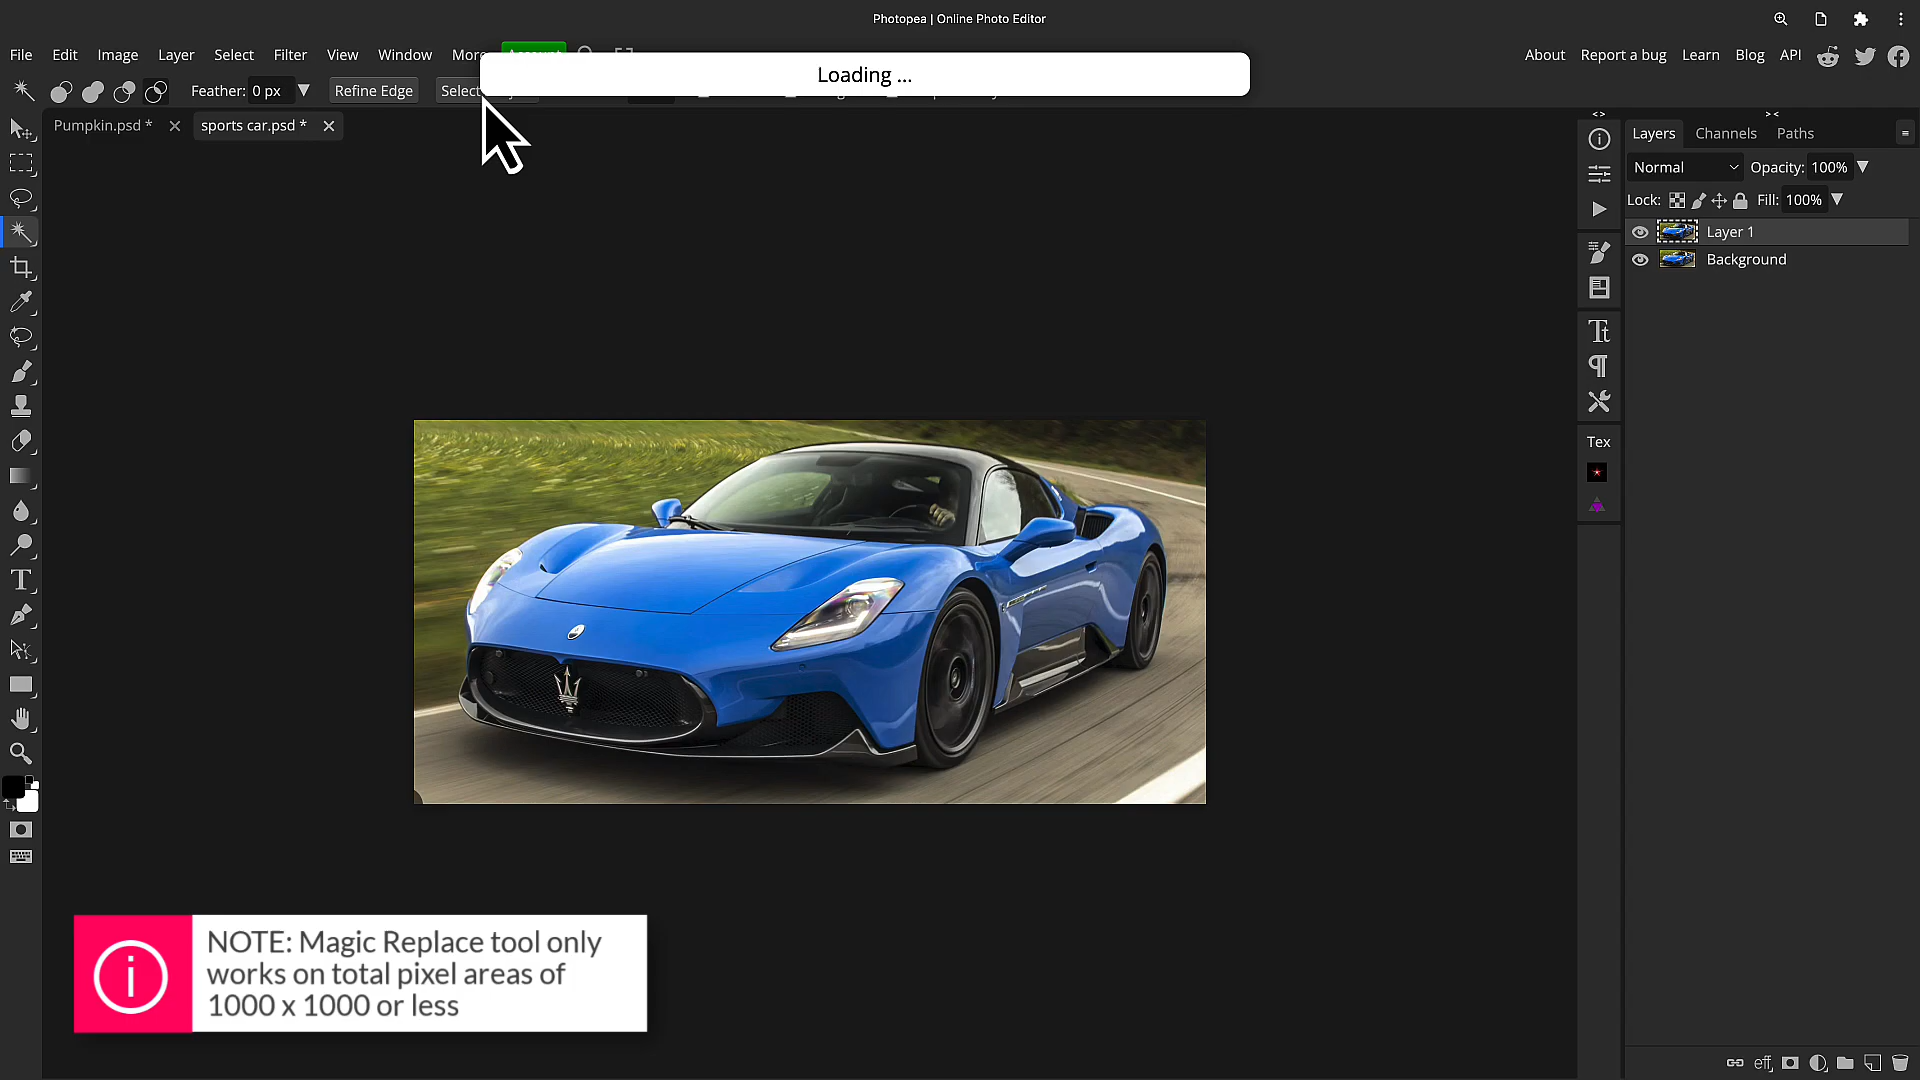 Photopea | Online Photo Editor
File Edit Image Layer Select Filter View Window More
About Report a bug Learn Blog API
Loading ...
Feather: 0 px Refine Edge Select
Pumpkin.psd * sports car.psd *
Layers Channels Paths
Normal Opacity: 100%
Lock: Fill: 100%
Layer 1
Background
Tex
NOTE: Magic Replace tool only
works on total pixel areas of
1000 x 1000 or less
eff